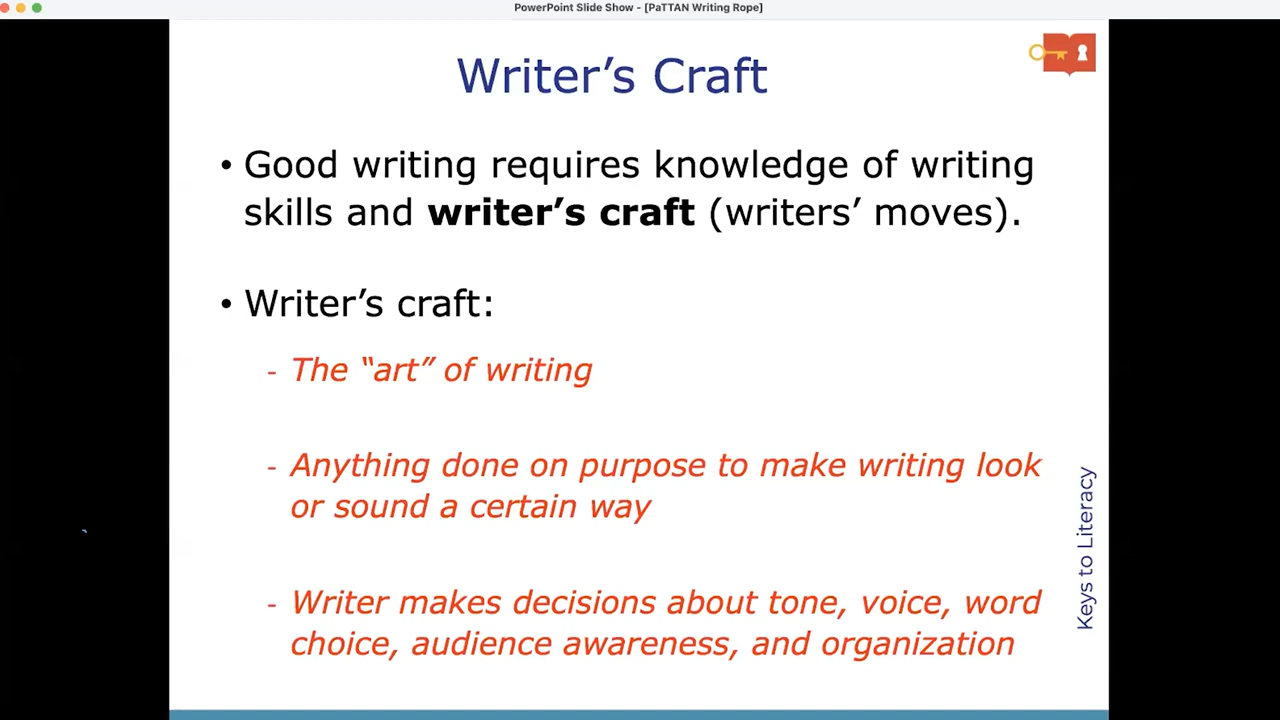 PowerPoint Slide Show - [PaTTAN Writing Rope]
Writer’s Craft
• Good writing requires knowledge of writing
skills and writer’s craft (writers’ moves).
• Writer’s craft:
- The “art” of writing
- Anything done on purpose to make writing look
or sound a certain way
- Writer makes decisions about tone, voice, word
choice, audience awareness, and organization
Keys to Literacy